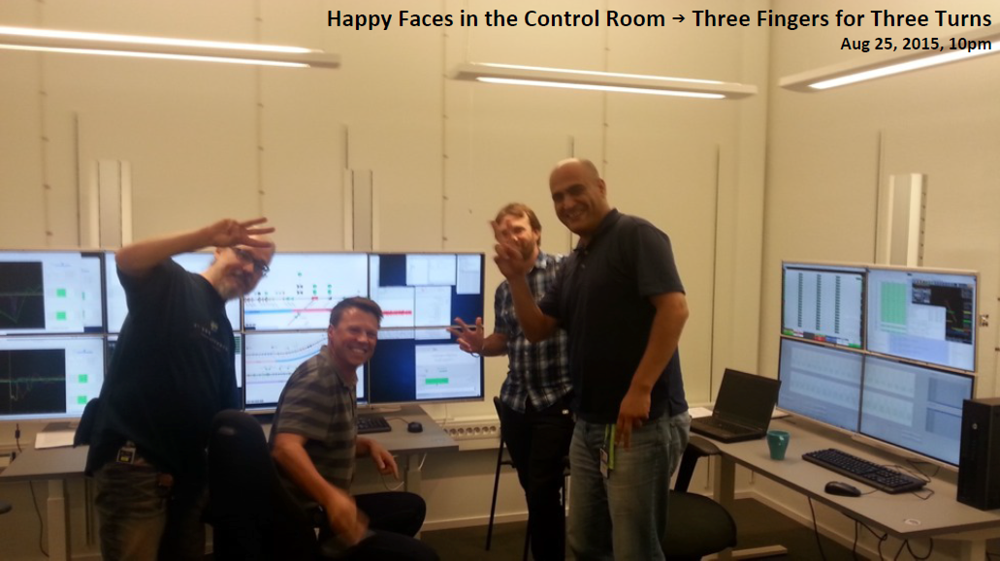 Happy Faces in the Control Room → Three Fingers for Three Turns
Aug 25, 2015, 10pm